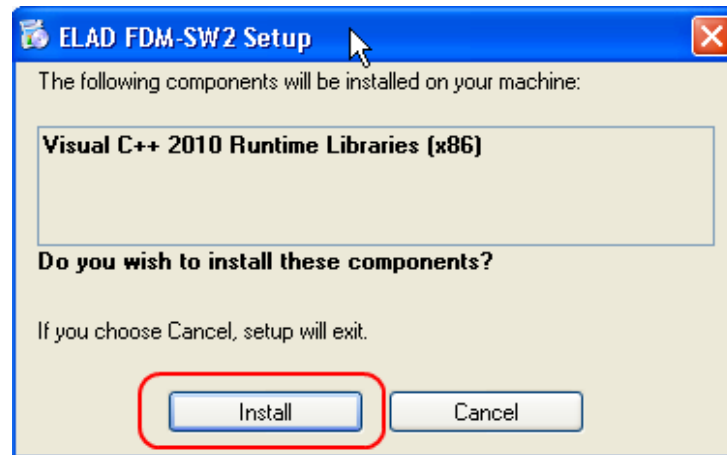 ELAD FDM-SW2 Setup
The following components will be installed on your machine:
Visual C++ 2010 Runtime Libraries (x86)
Do you wish to install these components?
If you choose Cancel, setup will exit.
Install Cancel